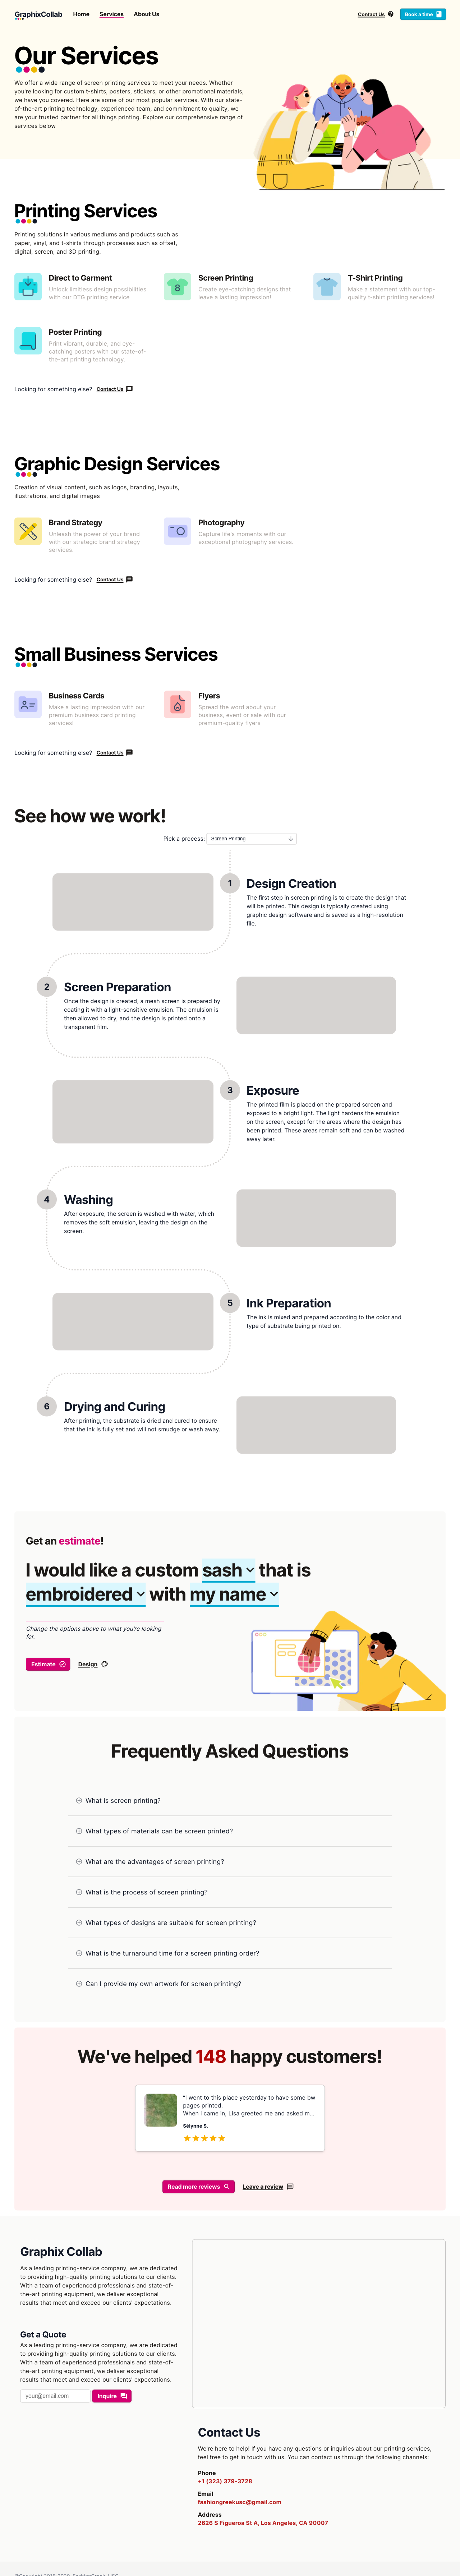 GraphixCollab
Home
Services
About Us
Contact Us
Book a time
Our Services
We offer a wide range of screen printing services to meet your needs. Whether
you're looking for custom t-shirts, posters, stickers, or other promotional materials,
we have you covered. Here are some of our most popular services. With our state-
of-the-art printing technology, experienced team, and commitment to quality, we
are your trusted partner for all things printing. Explore our comprehensive range of
services below
Printing Services
Printing solutions in various mediums and products such as
paper, vinyl, and t-shirts through processes such as offset,
digital, screen, and 3D printing.
Direct to Garment
Unlock limitless design possibilities
with our DTG printing service
8
Screen Printing
Create eye-catching designs that
leave a lasting impression!
T-Shirt Printing
Make a statement with our top-
quality t-shirt printing services!
Poster Printing
Print vibrant, durable, and eye-
catching posters with our state-of-
the-art printing technology.
Looking for something else? Contact Us
Graphic Design Services
Creation of visual content, such as logos, branding, layouts,
illustrations, and digital images
Brand Strategy
Unleash the power of your brand
with our strategic brand strategy
services.
Photography
Capture life's moments with our
exceptional photography services.
Looking for something else? Contact Us
Small Business Services
Business Cards
Make a lasting impression with our
premium business card printing
services!
Flyers
Spread the word about your
business, event or sale with our
premium-quality flyers
Looking for something else? Contact Us
See how we work!
Pick a process: Screen Printing
1
Design Creation
The first step in screen printing is to create the design that
will be printed. This design is typically created using
graphic design software and is saved as a high-resolution
file.
2
Screen Preparation
Once the design is created, a mesh screen is prepared by
coating it with a light-sensitive emulsion. The emulsion is
then allowed to dry, and the design is printed onto a
transparent film.
3
Exposure
The printed film is placed on the prepared screen and
exposed to a bright light. The light hardens the emulsion
on the screen, except for the areas where the design has
been printed. These areas remain soft and can be washed
away later.
4
Washing
After exposure, the screen is washed with water, which
removes the soft emulsion, leaving the design on the
screen.
5
Ink Preparation
The ink is mixed and prepared according to the color and
type of substrate being printed on.
6
Drying and Curing
After printing, the substrate is dried and cured to ensure
that the ink is fully set and will not smudge or wash away.
Get an estimate!
I would like a custom sash that is
embroidered with my name
Change the options above to what you're looking
for.
Estimate
Design
Frequently Asked Questions
What is screen printing?
What types of materials can be screen printed?
What are the advantages of screen printing?
What is the process of screen printing?
What types of designs are suitable for screen printing?
What is the turnaround time for a screen printing order?
Can I provide my own artwork for screen printing?
We've helped 148 happy customers!
"I went to this place yesterday to have some bw
pages printed.
When i came in, Lisa greeted me and asked m...
Sélynne S.
Read more reviews
Leave a review
Graphix Collab
As a leading printing-service company, we are dedicated
to providing high-quality printing solutions to our clients.
With a team of experienced professionals and state-of-
the-art printing equipment, we deliver exceptional
results that meet and exceed our clients' expectations.
Get a Quote
As a leading printing-service company, we are dedicated
to providing high-quality printing solutions to our clients.
With a team of experienced professionals and state-of-
the-art printing equipment, we deliver exceptional
results that meet and exceed our clients' expectations.
your@email.com
Inquire
Contact Us
We're here to help! If you have any questions or inquiries about our printing services,
feel free to get in touch with us. You can contact us through the following channels:
Phone
+1 (323) 379-3728
Email
fashiongreekusc@gmail.com
Address
2626 S Figueroa St A, Los Angeles, CA 90007